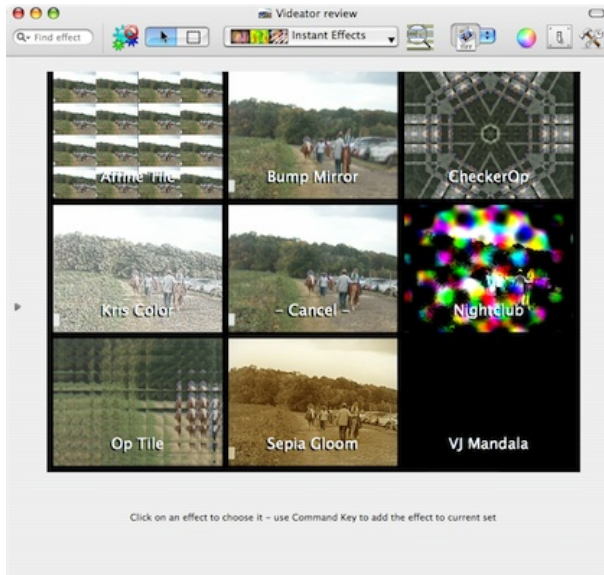 Videator review
Find effect
Instant Effects
TIFF
Affine Tile
Bump Mirror
CheckerOp
Kris Color
- Cancel -
Nightclub
Op Tile
Sepia Gloom
VJ Mandala
Click on an effect to choose it – use Command Key to add the effect to current set